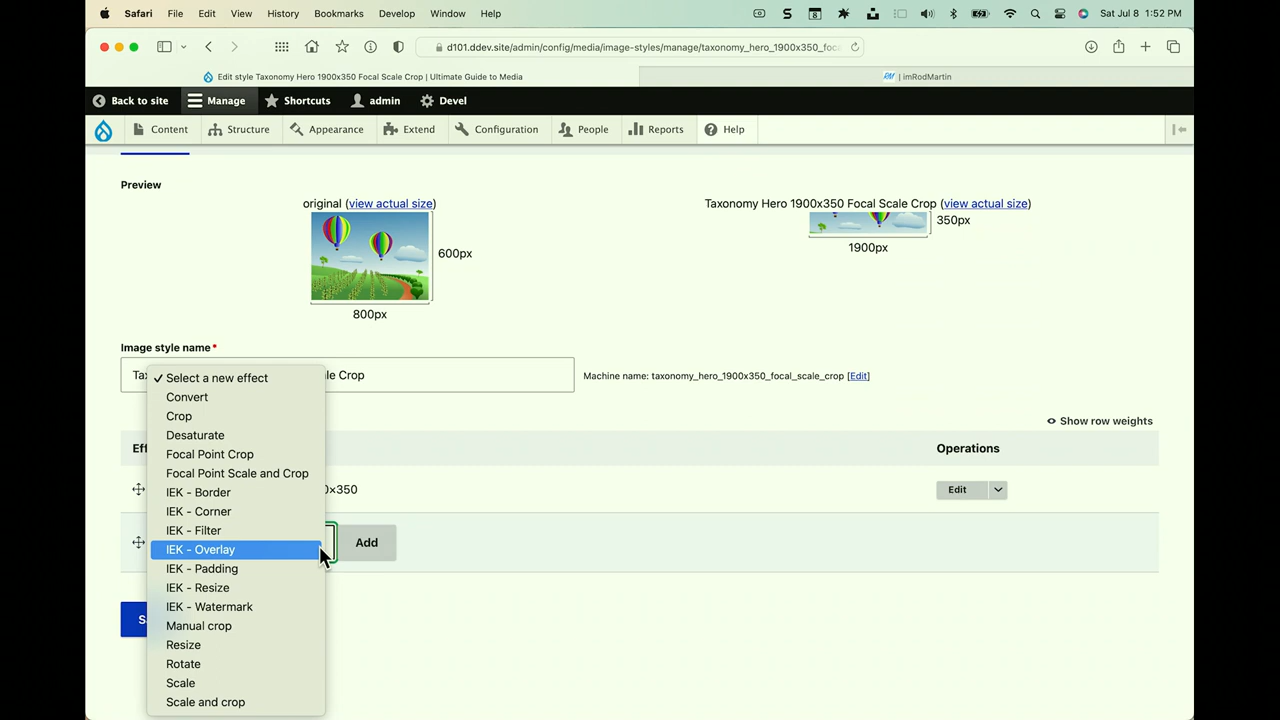 Safari File Edit View History Bookmarks Develop Window Help Sat Jul 8 1:52 PM
d101.ddev.site/admin/config/media/image-styles/manage/taxonomy_hero_1900x350_foc
Edit style Taxonomy Hero 1900x350 Focal Scale Crop | Ultimate Guide to Media
| imRodMartin
Back to site Manage Shortcuts admin Devel
Content Structure Appearance Extend Configuration People Reports Help
Preview
original (view actual size)
600px
800px
Taxonomy Hero 1900x350 Focal Scale Crop (view actual size)
350px
1900px
Image style name*
Ta
le Crop
Machine name: taxonomy_hero_1900x350_focal_scale_crop [Edit]
Show row weights
Eff
Operations
0×350
Edit
Add
S
✓ Select a new effect
Convert
Crop
Desaturate
Focal Point Crop
Focal Point Scale and Crop
IEK - Border
IEK - Corner
IEK - Filter
IEK - Overlay
IEK - Padding
IEK - Resize
IEK - Watermark
Manual crop
Resize
Rotate
Scale
Scale and crop